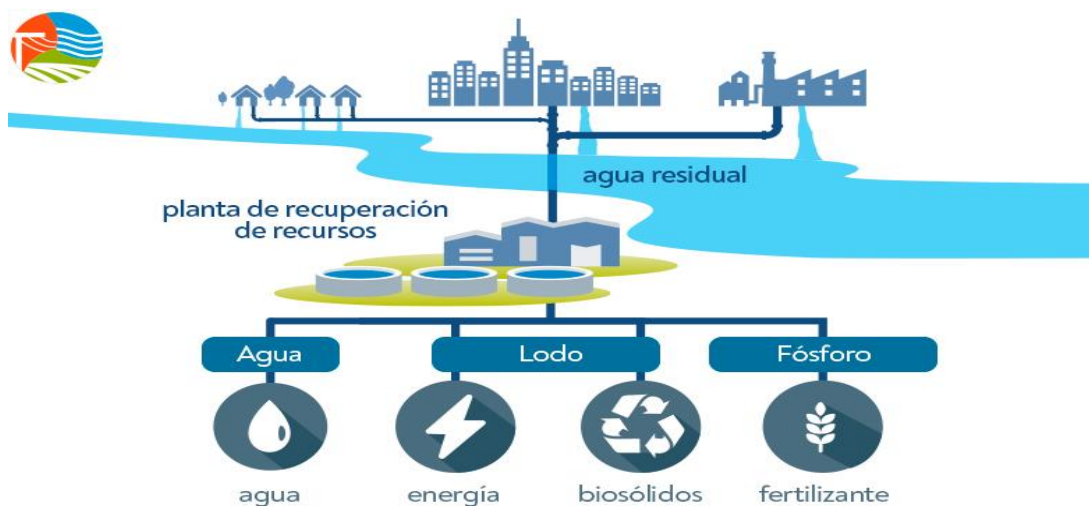 agua residual
planta de recuperación
de recursos
Agua
Lodo
Fósforo
agua
energía
biosólidos
fertilizante